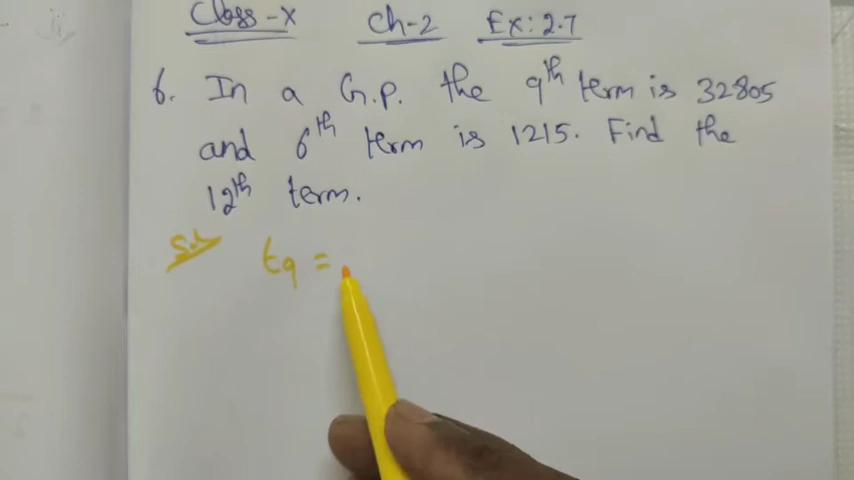 Class-X Ch-2 Ex: 2.7
6. In a G.P. the 9th term is 32805
and 6th term is 1215. Find the
12th term.
Sol t9 =